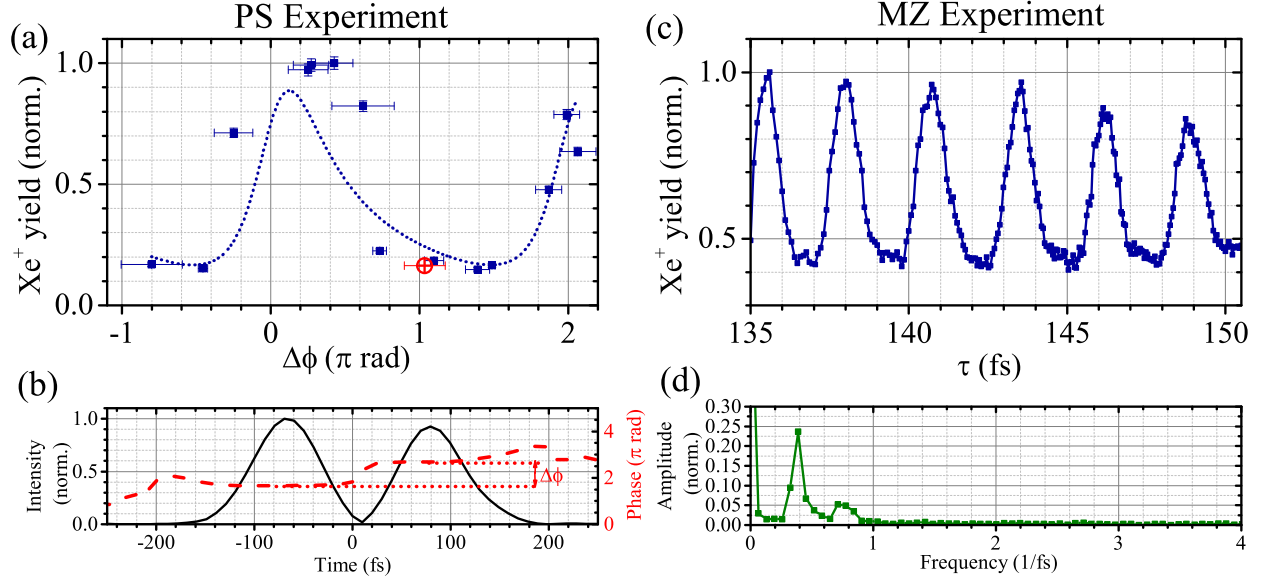 PS Experiment
(a)
Xe+ yield (norm.)
1.0
0.5
0.0
-1
0
1
2
Δϕ (π rad)
MZ Experiment
(c)
Xe+ yield (norm.)
1.0
0.5
135
140
145
150
τ (fs)
(b)
Intensity
(norm.)
1.0
0.5
0.0
-200
-100
0
100
200
Time (fs)
Δϕ
4
2
0
Phase (π rad)
(d)
Amplitude
(norm.)
0.30
0.25
0.20
0.15
0.10
0.05
0.00
0
1
2
3
4
Frequency (1/fs)